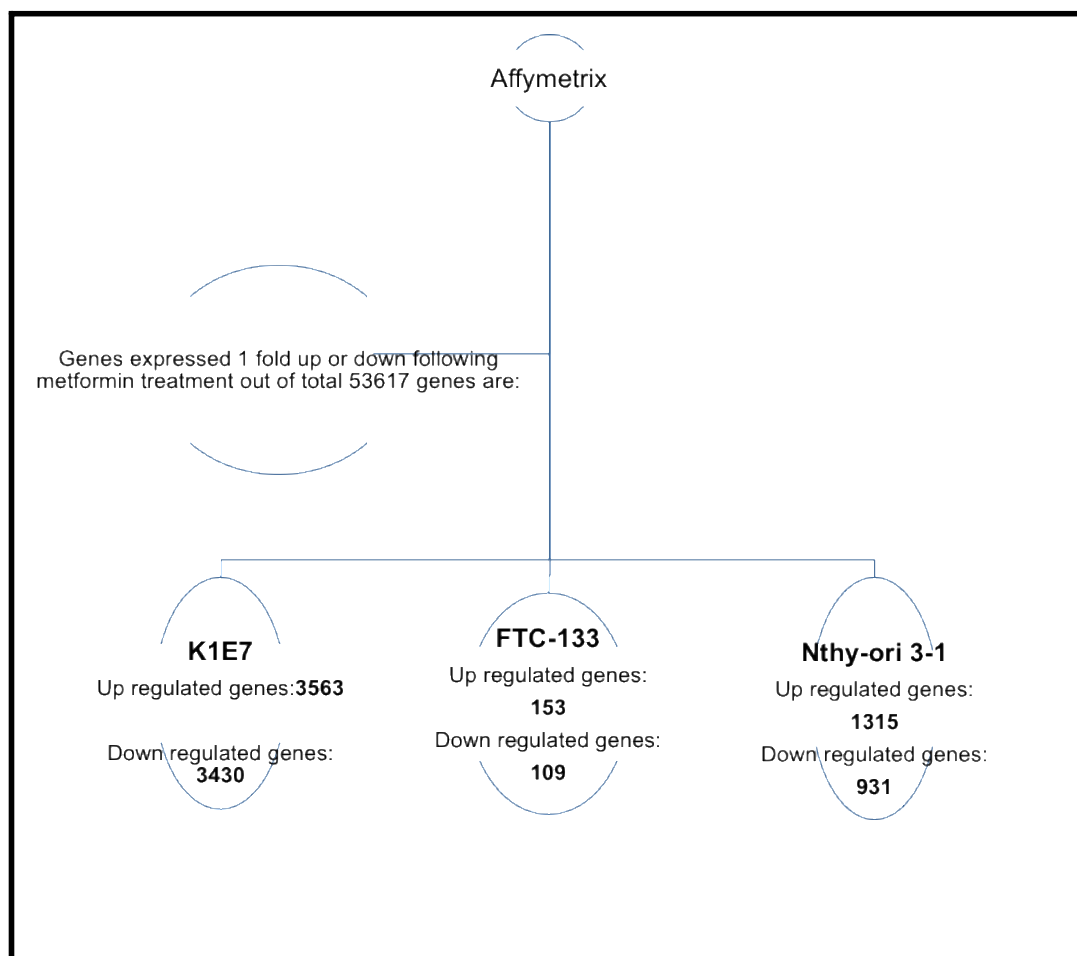 Affymetrix
Genes expressed 1 fold up or down following
metformin treatment out of total 53617 genes are:
K1E7
Up regulated genes:3563
Down regulated genes:
3430
FTC-133
Up regulated genes:
153
Down regulated genes:
109
Nthy-ori 3-1
Up regulated genes:
1315
Down regulated genes:
931